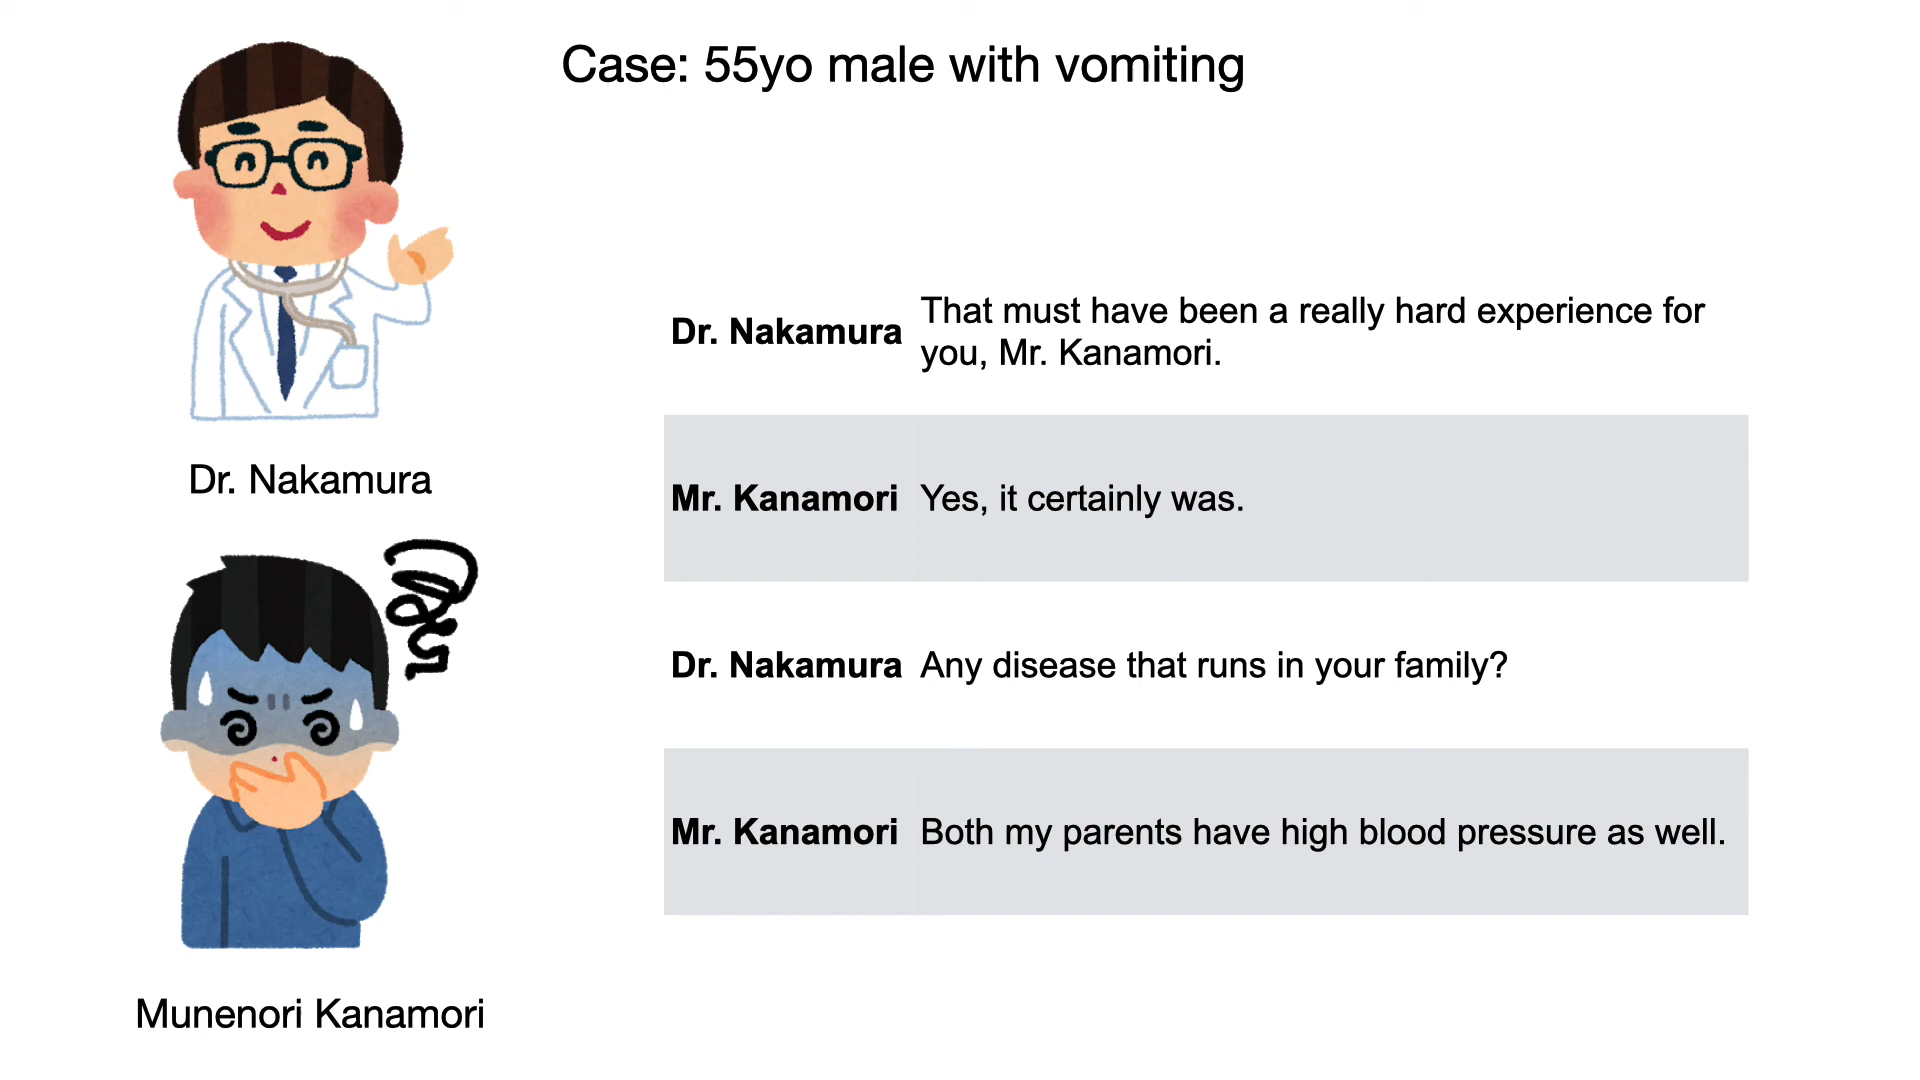 Case: 55yo male with vomiting
Dr. Nakamura
Munenori Kanamori
Dr. Nakamura That must have been a really hard experience for
you, Mr. Kanamori.
Mr. Kanamori Yes, it certainly was.
Dr. Nakamura Any disease that runs in your family?
Mr. Kanamori Both my parents have high blood pressure as well.